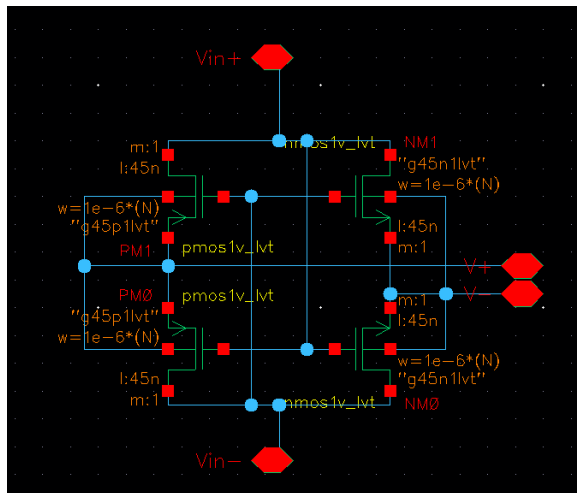 Vin+
m:1
nmos1v_lvt
NM1
l:45n
"g45n1lvt"
w=1e-6*(N)
w=1e-6*(N)
"g45p1lvt"
l:45n
PM1
pmos1v_lvt
m:1
V+
PM0
pmos1v_lvt
m:1
V-
"g45p1lvt"
l:45n
w=1e-6*(N)
w=1e-6*(N)
l:45n
"g45n1lvt"
m:1
nmos1v_lvt
NM0
Vin-